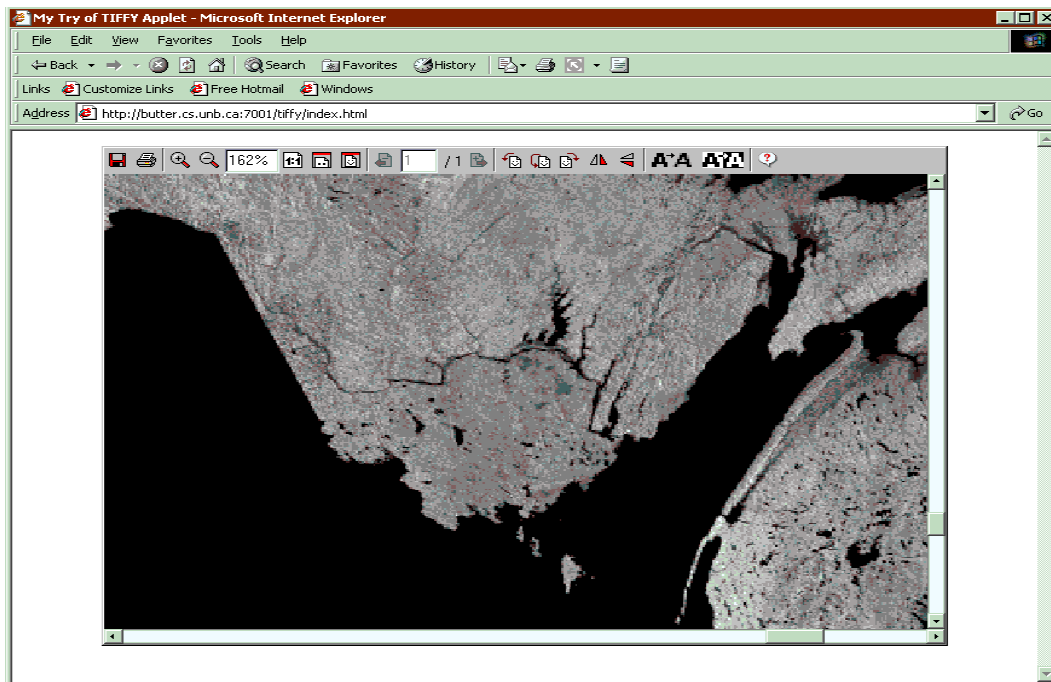 My Try of TIFFY Applet - Microsoft Internet Explorer
File Edit View Favorites Tools Help
Back Search Favorites History
Links Customize Links Free Hotmail Windows
Address http://butter.cs.unb.ca:7001/tiffy/index.html Go
162% 1:1 1 / 1 A A A?A ?